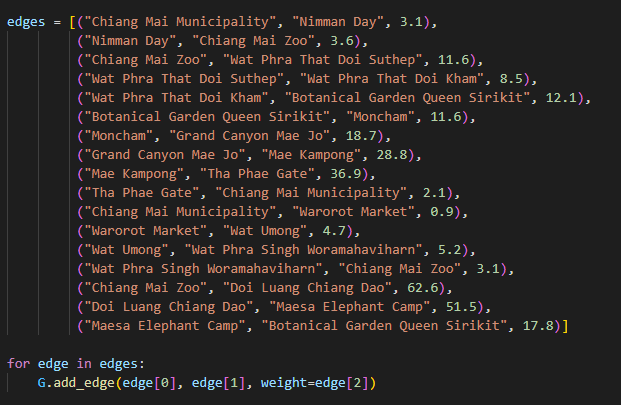 edges = [("Chiang Mai Municipality", "Nimman Day", 3.1),
("Nimman Day", "Chiang Mai Zoo", 3.6),
("Chiang Mai Zoo", "Wat Phra That Doi Suthep", 11.6),
("Wat Phra That Doi Suthep", "Wat Phra That Doi Kham", 8.5),
("Wat Phra That Doi Kham", "Botanical Garden Queen Sirikit", 12.1),
("Botanical Garden Queen Sirikit", "Moncham", 11.6),
("Moncham", "Grand Canyon Mae Jo", 18.7),
("Grand Canyon Mae Jo", "Mae Kampong", 28.8),
("Mae Kampong", "Tha Phae Gate", 36.9),
("Tha Phae Gate", "Chiang Mai Municipality", 2.1),
("Chiang Mai Municipality", "Warorot Market", 0.9),
("Warorot Market", "Wat Umong", 4.7),
("Wat Umong", "Wat Phra Singh Woramahaviharn", 5.2),
("Wat Phra Singh Woramahaviharn", "Chiang Mai Zoo", 3.1),
("Chiang Mai Zoo", "Doi Luang Chiang Dao", 62.6),
("Doi Luang Chiang Dao", "Maesa Elephant Camp", 51.5),
("Maesa Elephant Camp", "Botanical Garden Queen Sirikit", 17.8)]
for edge in edges:
G.add_edge(edge[0], edge[1], weight=edge[2])